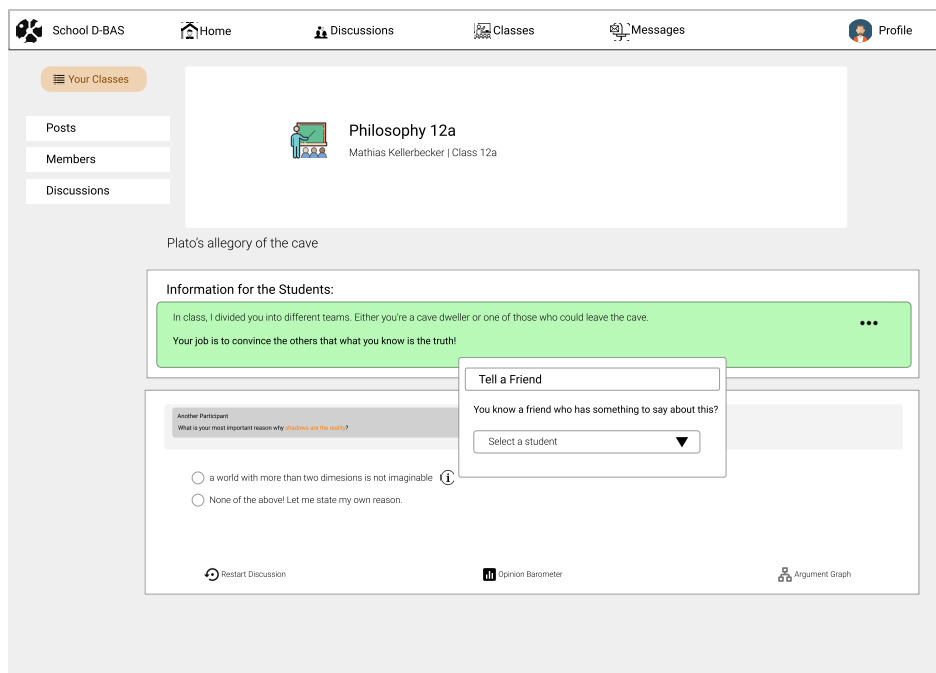 School D-BAS
Home
Discussions
Classes
Messages
Profile
Your Classes
Posts
Members
Discussions
Philosophy 12a
Mathias Kellerbecker | Class 12a
Plato's allegory of the cave
Information for the Students:
In class, I divided you into different teams. Either you're a cave dweller or one of those who could leave the cave.
Your job is to convince the others that what you know is the truth!
Tell a Friend
You know a friend who has something to say about this?
Select a student
Another Participant
What is your most important reason why shadows are the reality?
a world with more than two dimesions is not imaginable
None of the above! Let me state my own reason.
Restart Discussion
Opinion Barometer
Argument Graph